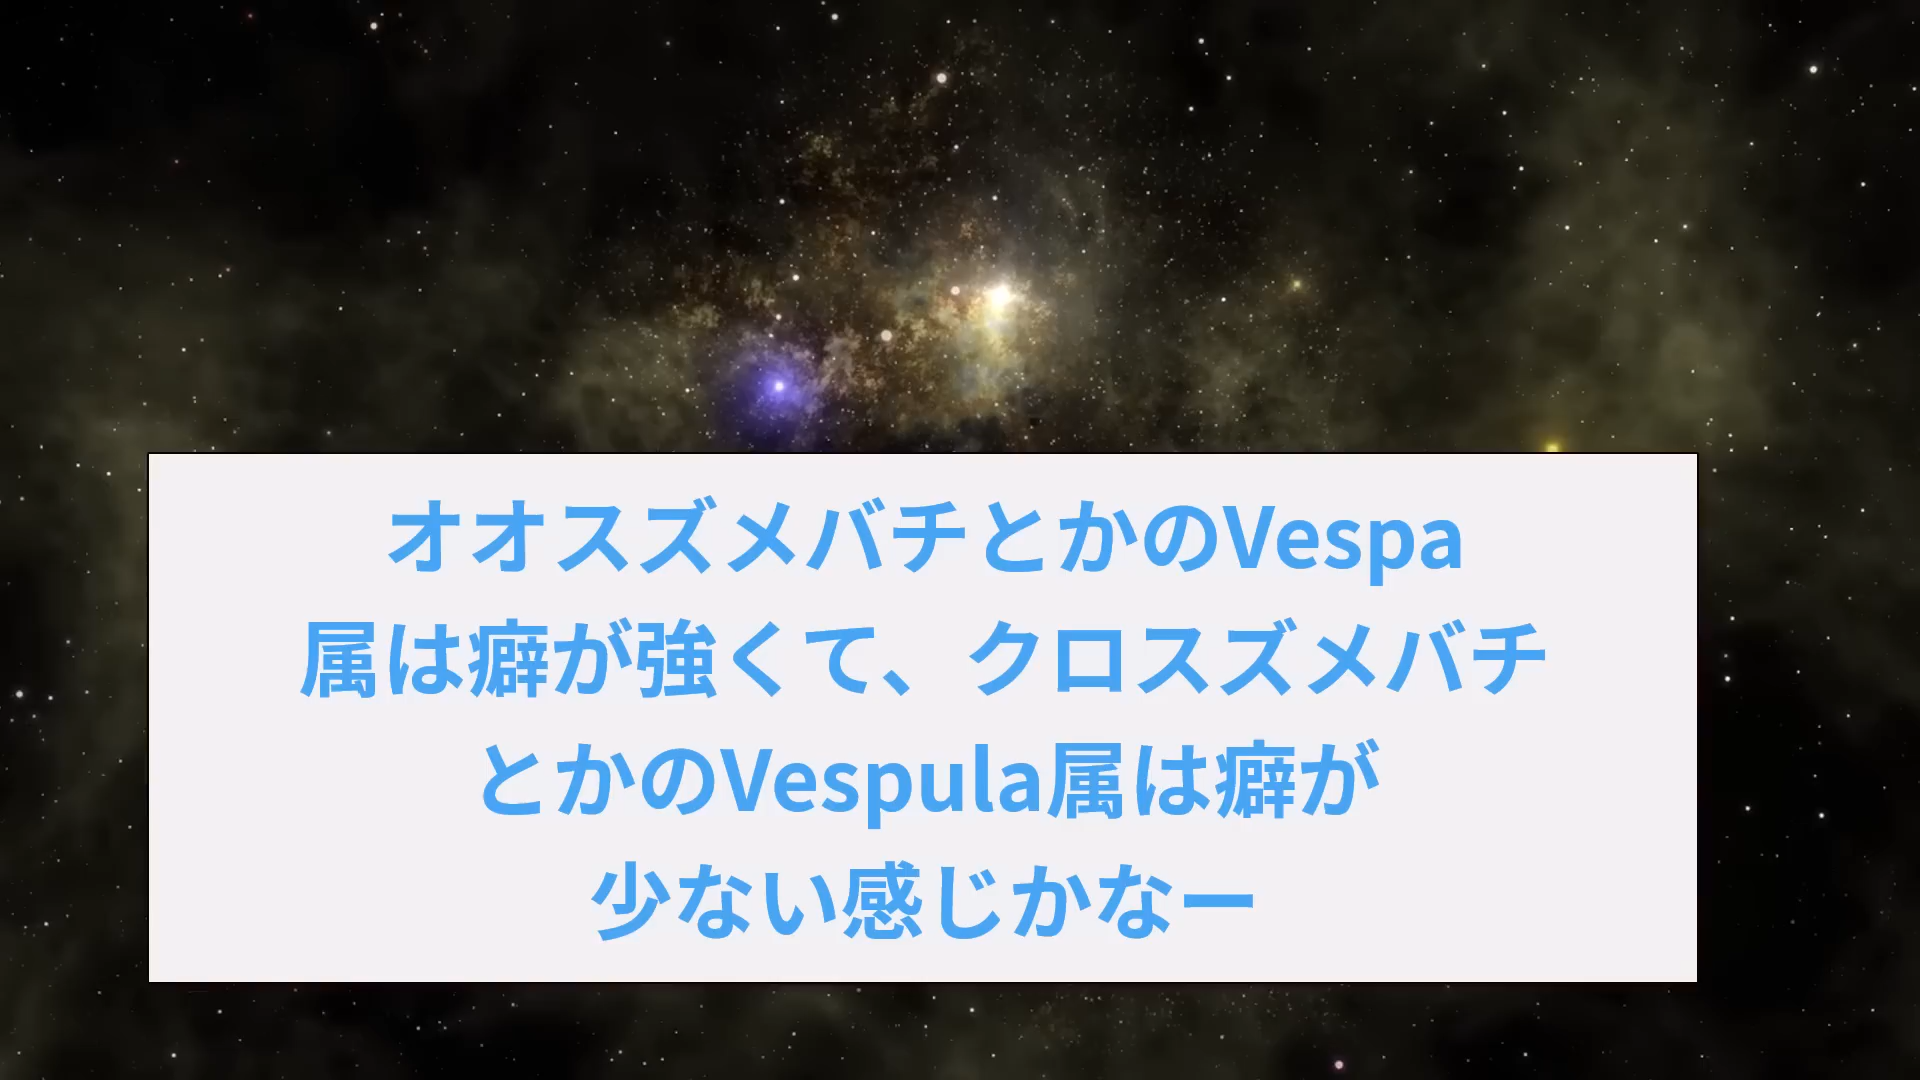 オオスズメバチとかのVespa
属は癖が強くて、クロスズメバチ
とかのVespula属は癖が
少ない感じかなー